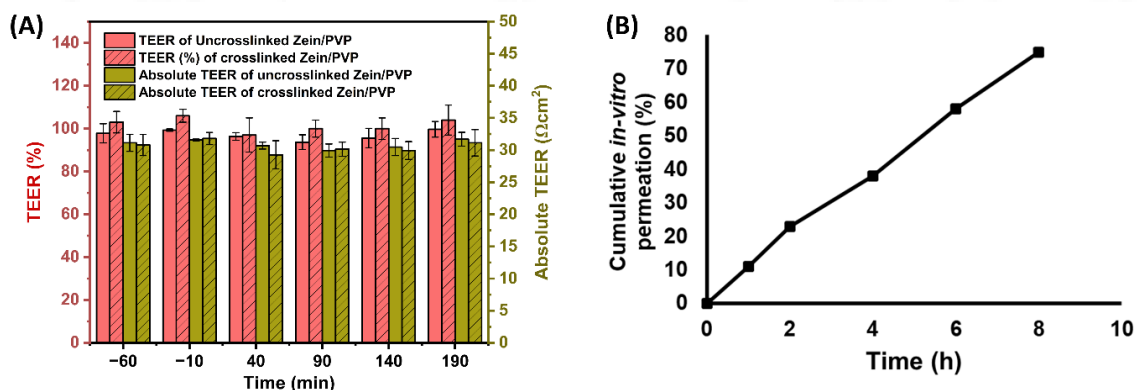 (A)
TEER of Uncrosslinked Zein/PVP
TEER (%) of crosslinked Zein/PVP
Absolute TEER of uncrosslinked Zein/PVP
Absolute TEER of crosslinked Zein/PVP
TEER (%)
140
120
100
80
60
40
20
0
50
45
40
35
30
25
20
15
10
5
0
Absolute TEER (Ωcm²)
−60 −10 40 90 140 190
Time (min)
(B)
Cumulative in-vitro
permeation (%)
80
70
60
50
40
30
20
10
0
0 2 4 6 8 10
Time (h)